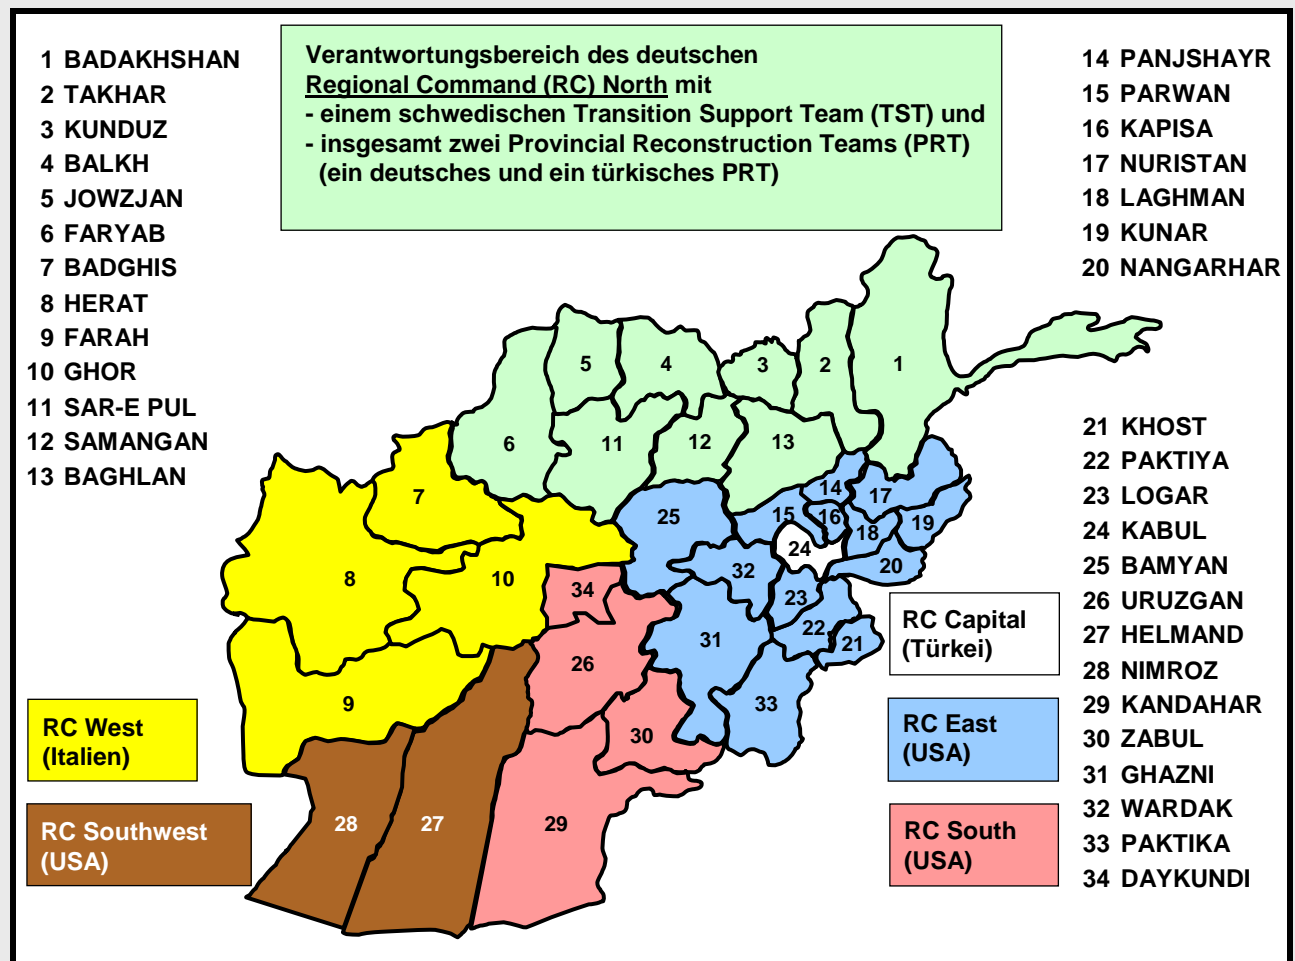 1 BADAKHSHAN
2 TAKHAR
3 KUNDUZ
4 BALKH
5 JOWZJAN
6 FARYAB
7 BADGHIS
8 HERAT
9 FARAH
10 GHOR
11 SAR-E PUL
12 SAMANGAN
13 BAGHLAN
Verantwortungsbereich des deutschen
Regional Command (RC) North mit
- einem schwedischen Transition Support Team (TST) und
- insgesamt zwei Provincial Reconstruction Teams (PRT)
(ein deutsches und ein türkisches PRT)
14 PANJSHAYR
15 PARWAN
16 KAPISA
17 NURISTAN
18 LAGHMAN
19 KUNAR
20 NANGARHAR
21 KHOST
22 PAKTIYA
23 LOGAR
24 KABUL
25 BAMYAN
26 URUZGAN
27 HELMAND
28 NIMROZ
29 KANDAHAR
30 ZABUL
31 GHAZNI
32 WARDAK
33 PAKTIKA
34 DAYKUNDI
5
4
3
2
1
6
11
12
13
7
14
17
25
15
16
18
19
24
20
8
10
32
34
23
22
21
31
26
9
33
30
28
27
29
RC Capital
(Türkei)
RC West
(Italien)
RC East
(USA)
RC Southwest
(USA)
RC South
(USA)